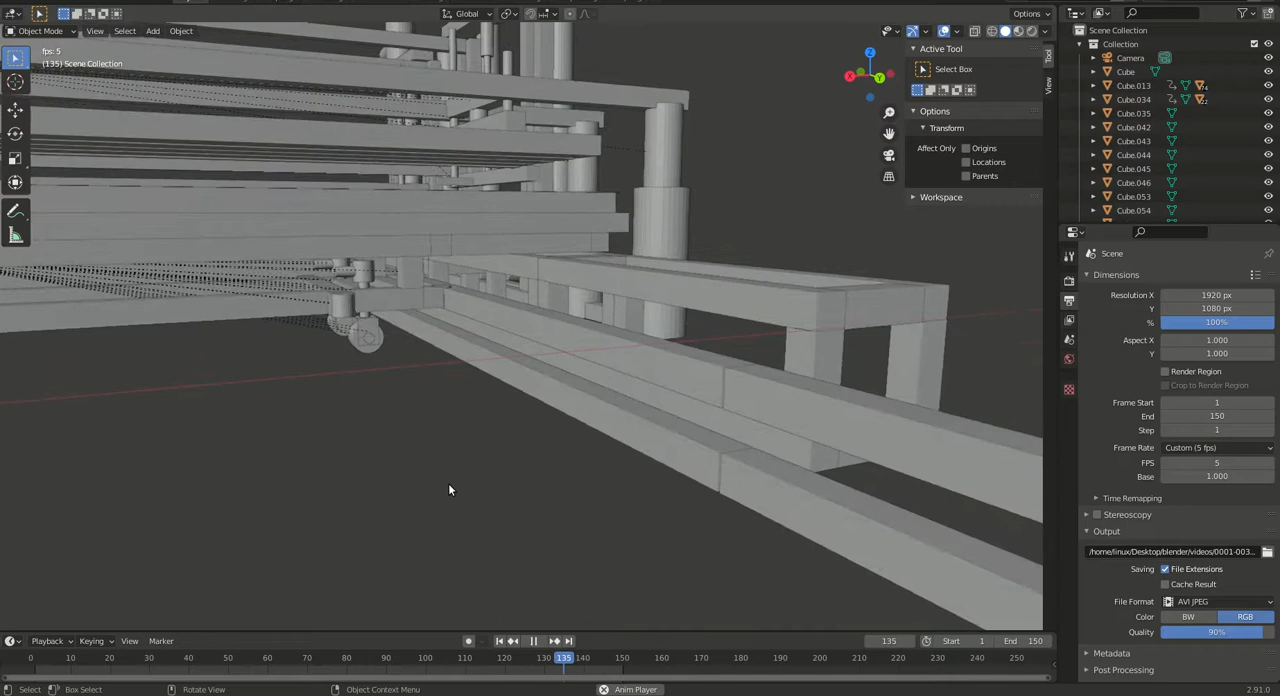 Global
Options
Object Mode
View
Select
Add
Object
fps: 5
(135) Scene Collection
X
Y
Z
Active Tool
Select Box
Options
Transform
Affect Only
Origins
Locations
Parents
Workspace
Tool
View
Scene Collection
Collection
Camera
Cube
Cube.013
74
Cube.034
22
Cube.035
Cube.042
Cube.043
Cube.044
Cube.045
Cube.046
Cube.053
Cube.054
Scene
Dimensions
Resolution X 1920 px
Y 1080 px
% 100%
Aspect X 1.000
Y 1.000
Render Region
Crop to Render Region
Frame Start 1
End 150
Step 1
Frame Rate Custom (5 fps)
FPS 5
Base 1.000
Time Remapping
Stereoscopy
Output
/home/linux/Desktop/blender/videos/0001-003...
Saving File Extensions
Cache Result
File Format AVI JPEG
Color BW RGB
Quality 90%
Metadata
Post Processing
Playback Keying View Marker
135 Start 1 End 150
0 10 20 30 40 50 60 70 80 90 100 110 120 130 135 140 150 160 170 180 190 200 210 220 230 240 250
Select Box Select Rotate View Object Context Menu Anim Player 2.91.0